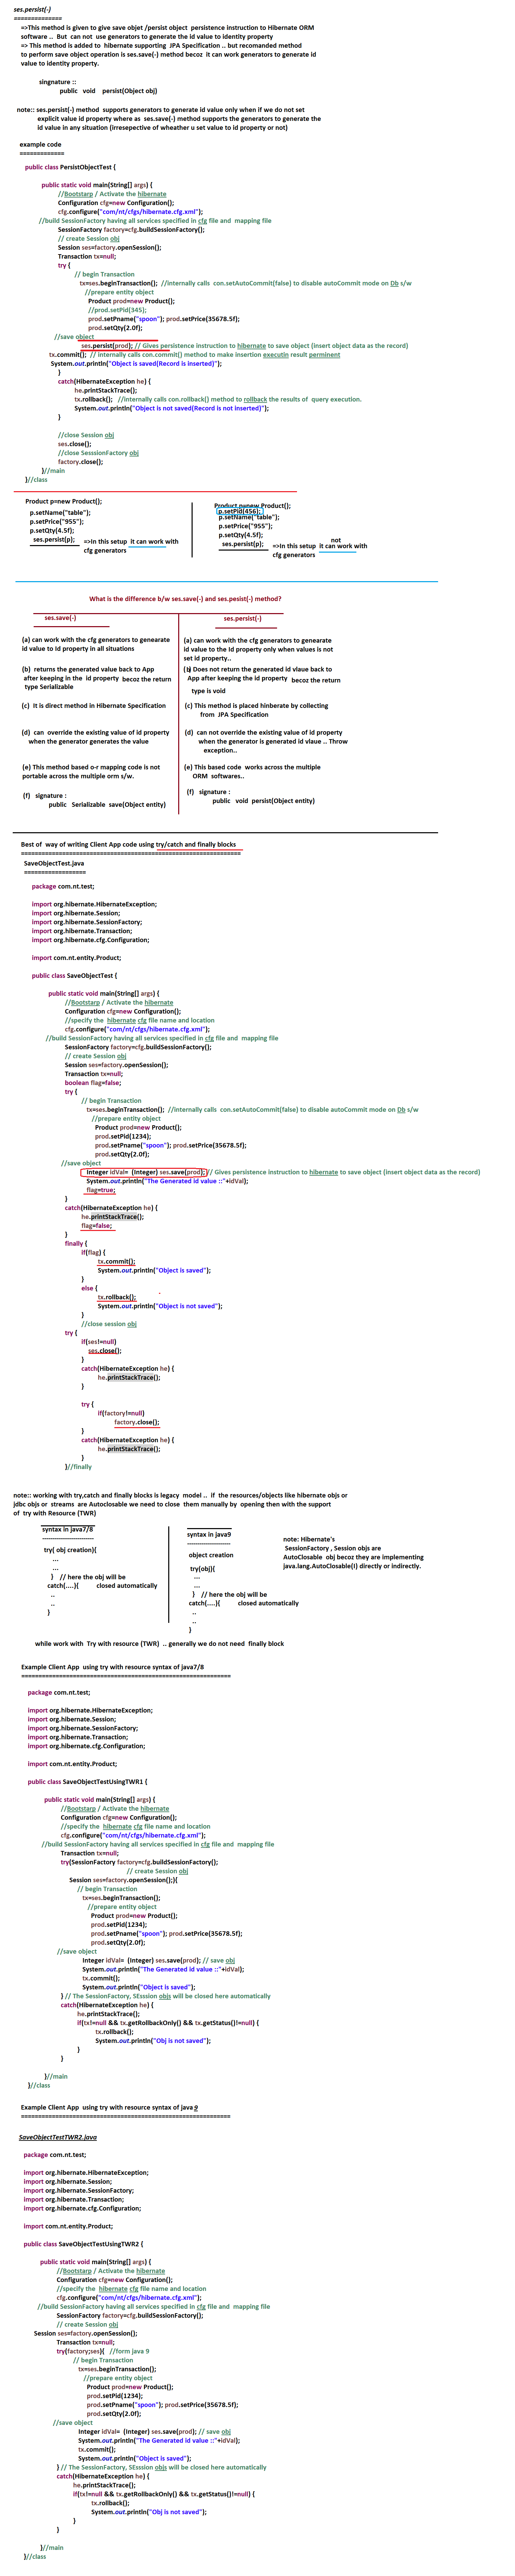 ses.persist(-)
==============
=>This method is given to give save objet /persist object persistence instruction to Hibernate ORM
software .. But can not use generators to generate the id value to identity property
=> This method is added to hibernate supporting JPA Specification .. but recomanded method
to perform save object operation is ses.save(-) method becoz it can work generators to generate id
value to identity property.
singnature ::
public void persist(Object obj)
note:: ses.persist(-) method supports generators to generate id value only when if we do not set
explicit value id property where as ses.save(-) method supports the generators to generate the
id value in any situation (irresepective of wheather u set value to id property or not)
example code
=============
public class PersistObjectTest {
public static void main(String[] args) {
//Bootstarp / Activate the hibernate
Configuration cfg=new Configuration();
cfg.configure("com/nt/cfgs/hibernate.cfg.xml");
//build SessionFactory having all services specified in cfg file and mapping file
SessionFactory factory=cfg.buildSessionFactory();
// create Session obj
Session ses=factory.openSession();
Transaction tx=null;
try {
// begin Transaction
tx=ses.beginTransaction(); //internally calls con.setAutoCommit(false) to disable autoCommit mode on Db s/w
//prepare entity object
Product prod=new Product();
//prod.setPid(345);
prod.setPname("spoon"); prod.setPrice(35678.5f);
prod.setQty(2.0f);
//save object
ses.persist(prod); // Gives persistence instruction to hibernate to save object (insert object data as the record)
tx.commit(); // internally calls con.commit() method to make insertion executin result perminent
System.out.println("Object is saved(Record is inserted)");
}
catch(HibernateException he) {
he.printStackTrace();
tx.rollback(); //internally calls con.rollback() method to rollback the results of query execution.
System.out.println("Object is not saved(Record is not inserted)");
}
//close Session obj
ses.close();
//close SesssionFactory obj
factory.close();
}//main
}//class
Product p=new Product();
p.setName("table");
p.setPrice("955");
p.setQty(4.5f);
ses.persist(p);
=>In this setup it can work with
cfg generators
Product p=new Product();
p.setPid(456);
p.setName("table");
p.setPrice("955");
p.setQty(4.5f);
ses.persist(p);
not
=>In this setup it can work with
cfg generators
What is the difference b/w ses.save(-) and ses.pesist(-) method?
ses.save(-)
(a) can work with the cfg generators to genearate
id value to Id property in all situations
(b) returns the generated value back to App
after keeping in the id property becoz the return
type Serializable
(c) It is direct method in Hibernate Specification
(d) can override the existing value of id property
when the generator generates the value
(e) This method based o-r mapping code is not
portable across the multiple orm s/w.
(f) signature :
public Serializable save(Object entity)
ses.persist(-)
(a) can work with the cfg generators to genearate
id value to the Id property only when values is not
set id property..
(b) Does not return the generated id vlaue back to
App after keeping the id property becoz the return
type is void
(c) This method is placed hinberate by collecting
from JPA Specification
(d) can not override the existing value of id property
when the generator is generated id vlaue .. Throw
exception..
(e) This based code works across the multiple
ORM softwares..
(f) signature :
public void persist(Object entity)
Best of way of writing Client App code using try/catch and finally blocks
================================================================
SaveObjectTest.java
==================
package com.nt.test;
import org.hibernate.HibernateException;
import org.hibernate.Session;
import org.hibernate.SessionFactory;
import org.hibernate.Transaction;
import org.hibernate.cfg.Configuration;
import com.nt.entity.Product;
public class SaveObjectTest {
public static void main(String[] args) {
//Bootstarp / Activate the hibernate
Configuration cfg=new Configuration();
//specify the hibernate cfg file name and location
cfg.configure("com/nt/cfgs/hibernate.cfg.xml");
//build SessionFactory having all services specified in cfg file and mapping file
SessionFactory factory=cfg.buildSessionFactory();
// create Session obj
Session ses=factory.openSession();
Transaction tx=null;
boolean flag=false;
try {
// begin Transaction
tx=ses.beginTransaction(); //internally calls con.setAutoCommit(false) to disable autoCommit mode on Db s/w
//prepare entity object
Product prod=new Product();
prod.setPid(1234);
prod.setPname("spoon"); prod.setPrice(35678.5f);
prod.setQty(2.0f);
//save object
Integer idVal= (Integer) ses.save(prod); // Gives persistence instruction to hibernate to save object (insert object data as the record)
System.out.println("The Generated id value ::"+idVal);
flag=true;
}
catch(HibernateException he) {
he.printStackTrace();
flag=false;
}
finally {
if(flag) {
tx.commit();
System.out.println("Object is saved");
}
else {
tx.rollback();
System.out.println("Object is not saved");
}
//close session obj
try {
if(ses!=null)
ses.close();
}
catch(HibernateException he) {
he.printStackTrace();
}
try {
if(factory!=null)
factory.close();
}
catch(HibernateException he) {
he.printStackTrace();
}
}//finally
note:: working with try,catch and finally blocks is legacy model .. if the resources/objects like hibernate objs or
jdbc objs or streams are Autoclosable we need to close them manually by opening then with the support
of try with Resource (TWR)
syntax in java7/8
------------------------
try( obj creation){
...
...
} // here the obj will be
catch(....){ closed automatically
..
..
}
syntax in java9
--------------------
object creation
try(obj){
...
...
} // here the obj will be
catch(....){ closed automatically
..
..
}
note: Hibernate's
SessionFactory , Session objs are
AutoClosable obj becoz they are implementing
java.lang.AutoClosable(I) directly or indirectly.
while work with Try with resource (TWR) .. generally we do not need finally block
Example Client App using try with resource syntax of java7/8
=============================================================
package com.nt.test;
import org.hibernate.HibernateException;
import org.hibernate.Session;
import org.hibernate.SessionFactory;
import org.hibernate.Transaction;
import org.hibernate.cfg.Configuration;
import com.nt.entity.Product;
public class SaveObjectTestUsingTWR1 {
public static void main(String[] args) {
//Bootstarp / Activate the hibernate
Configuration cfg=new Configuration();
//specify the hibernate cfg file name and location
cfg.configure("com/nt/cfgs/hibernate.cfg.xml");
//build SessionFactory having all services specified in cfg file and mapping file
Transaction tx=null;
try(SessionFactory factory=cfg.buildSessionFactory();
// create Session obj
Session ses=factory.openSession();){
// begin Transaction
tx=ses.beginTransaction();
//prepare entity object
Product prod=new Product();
prod.setPid(1234);
prod.setPname("spoon"); prod.setPrice(35678.5f);
prod.setQty(2.0f);
//save object
Integer idVal= (Integer) ses.save(prod); // save obj
System.out.println("The Generated id value ::"+idVal);
tx.commit();
System.out.println("Object is saved");
} // The SessionFactory, SEsssion objs will be closed here automatically
catch(HibernateException he) {
he.printStackTrace();
if(tx!=null && tx.getRollbackOnly() && tx.getStatus()!=null) {
tx.rollback();
System.out.println("Obj is not saved");
}
}
}//main
}//class
Example Client App using try with resource syntax of java 9
=============================================================
SaveObjectTestTWR2.java
package com.nt.test;
import org.hibernate.HibernateException;
import org.hibernate.Session;
import org.hibernate.SessionFactory;
import org.hibernate.Transaction;
import org.hibernate.cfg.Configuration;
import com.nt.entity.Product;
public class SaveObjectTestUsingTWR2 {
public static void main(String[] args) {
//Bootstarp / Activate the hibernate
Configuration cfg=new Configuration();
//specify the hibernate cfg file name and location
cfg.configure("com/nt/cfgs/hibernate.cfg.xml");
//build SessionFactory having all services specified in cfg file and mapping file
SessionFactory factory=cfg.buildSessionFactory();
// create Session obj
Session ses=factory.openSession();
Transaction tx=null;
try(factory;ses){ //form java 9
// begin Transaction
tx=ses.beginTransaction();
//prepare entity object
Product prod=new Product();
prod.setPid(1234);
prod.setPname("spoon"); prod.setPrice(35678.5f);
prod.setQty(2.0f);
//save object
Integer idVal= (Integer) ses.save(prod); // save obj
System.out.println("The Generated id value ::"+idVal);
tx.commit();
System.out.println("Object is saved");
} // The SessionFactory, SEsssion objs will be closed here automatically
catch(HibernateException he) {
he.printStackTrace();
if(tx!=null && tx.getRollbackOnly() && tx.getStatus()!=null) {
tx.rollback();
System.out.println("Obj is not saved");
}
}
}//main
}//class